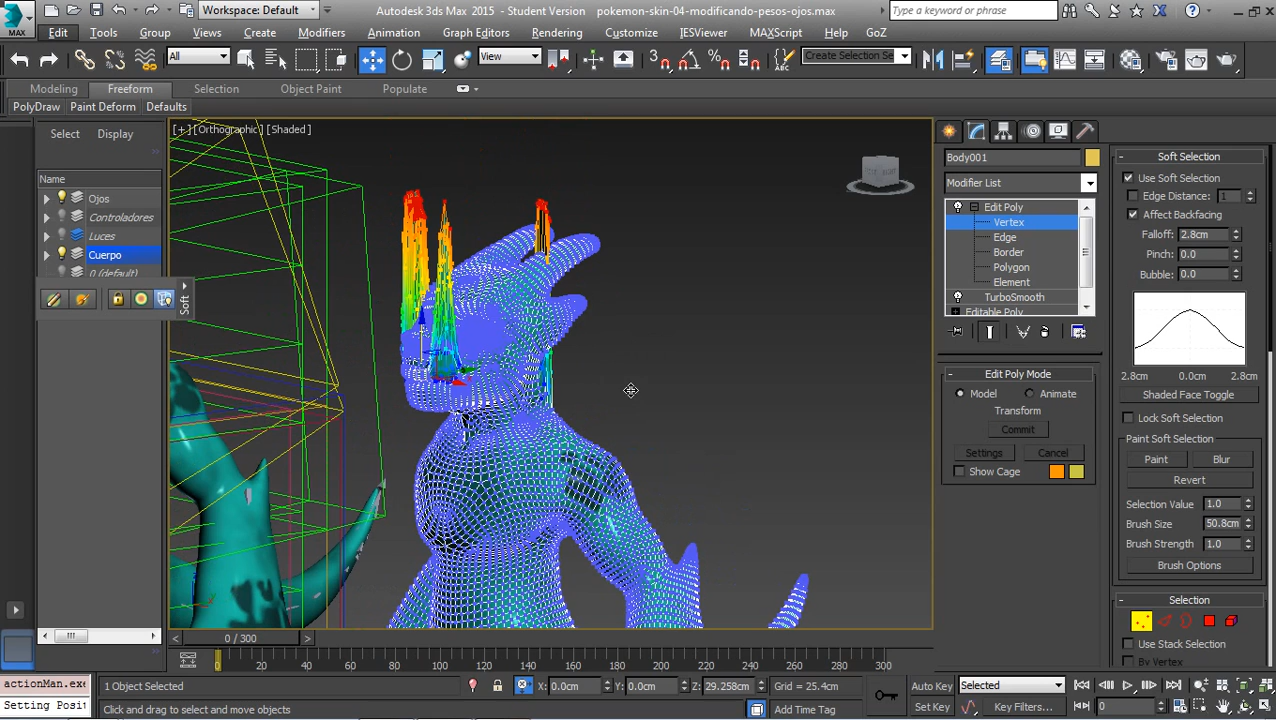 Workspace: Default
Autodesk 3ds Max 2015 - Student Version pokemon-skin-04-modificando-pesos-ojos.max
Type a keyword or phrase
MAX
Edit Tools Group Views Create Modifiers Animation Graph Editors Rendering Customize IESViewer MAXScript Help GoZ
All
View
3
Create Selection Se
Modeling Freeform Selection Object Paint Populate
PolyDraw Paint Deform Defaults
Select Display
Name
Ojos
Controladores
Luces
Cuerpo
0 (default)
Soft
[+] [Orthographic] [Shaded]
Body001
Modifier List
Edit Poly
Vertex
Edge
Border
Polygon
Element
TurboSmooth
Editable Poly
Edit Poly Mode
Model Animate
Transform
Commit
Settings Cancel
Show Cage
Soft Selection
Use Soft Selection
Edge Distance: 1
Affect Backfacing
Falloff: 2.8cm
Pinch: 0.0
Bubble: 0.0
2.8cm 0.0cm 2.8cm
Shaded Face Toggle
Lock Soft Selection
Paint Soft Selection
Paint Blur
Revert
Selection Value 1.0
Brush Size 50.8cm
Brush Strength 1.0
Brush Options
Selection
Use Stack Selection
By Vertex
0 / 300
0 20 40 60 80 100 120 140 160 180 200 220 240 260 280 300
actionMan.exe
Setting Posit
1 Object Selected
X: 0.0cm Y: 0.0cm Z: 29.258cm Grid = 25.4cm
Auto Key Selected
Click and drag to select and move objects
Add Time Tag
Set Key Key Filters... 0